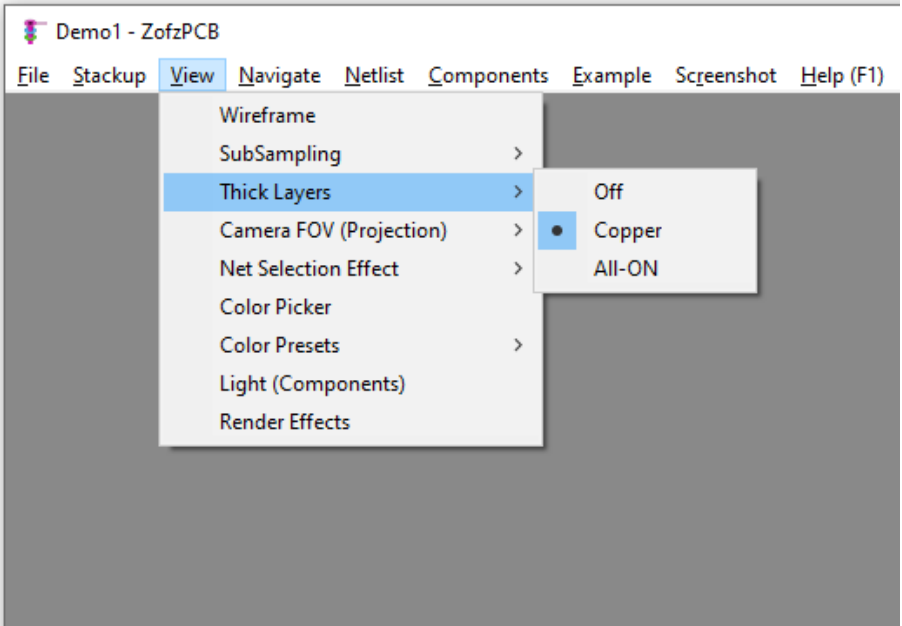 Demo1 - ZofzPCB
File Stackup View Navigate Netlist Components Example Screenshot Help (F1)
Wireframe
SubSampling
Thick Layers
Off
Camera FOV (Projection)
Copper
Net Selection Effect
All-ON
Color Picker
Color Presets
Light (Components)
Render Effects